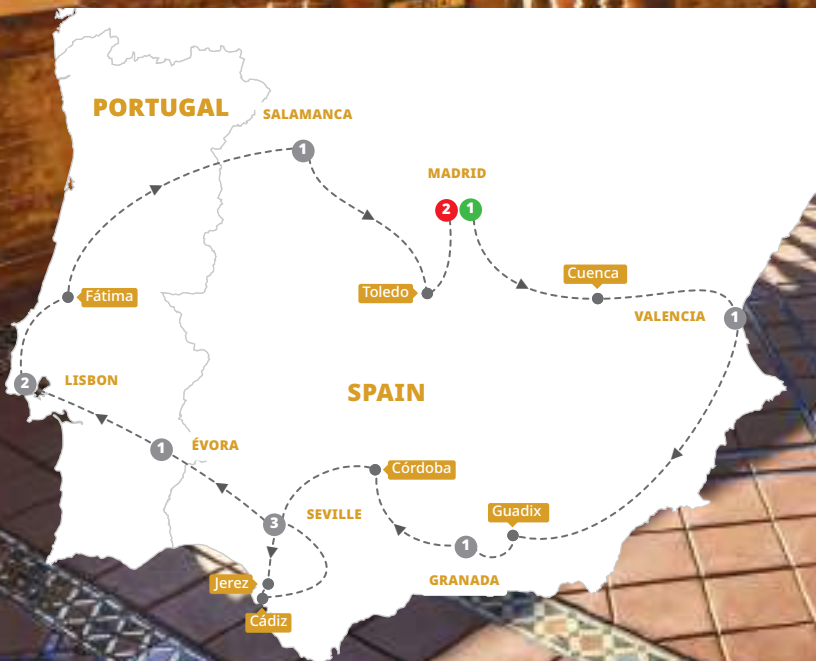 PORTUGAL
SALAMANCA
1
MADRID
2
1
Cuenca
Toledo
Fátima
VALENCIA
1
2
LISBON
SPAIN
1
ÉVORA
Córdoba
3
SEVILLE
Guadix
1
GRANADA
Jerez
Cádiz